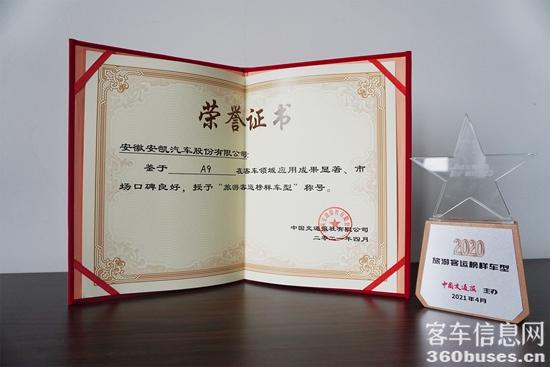 荣誉证书
安徽安凯汽车股份有限公司:
鉴于 A9 在客车领域应用成果显著、市
场口碑良好，授予“旅游客运榜样车型”称号。
中国交通报社有限公司
二零二一年四月
2020
旅游客运榜样车型
中国交通报 主办
2021年4月
客车信息网
360buses.cn